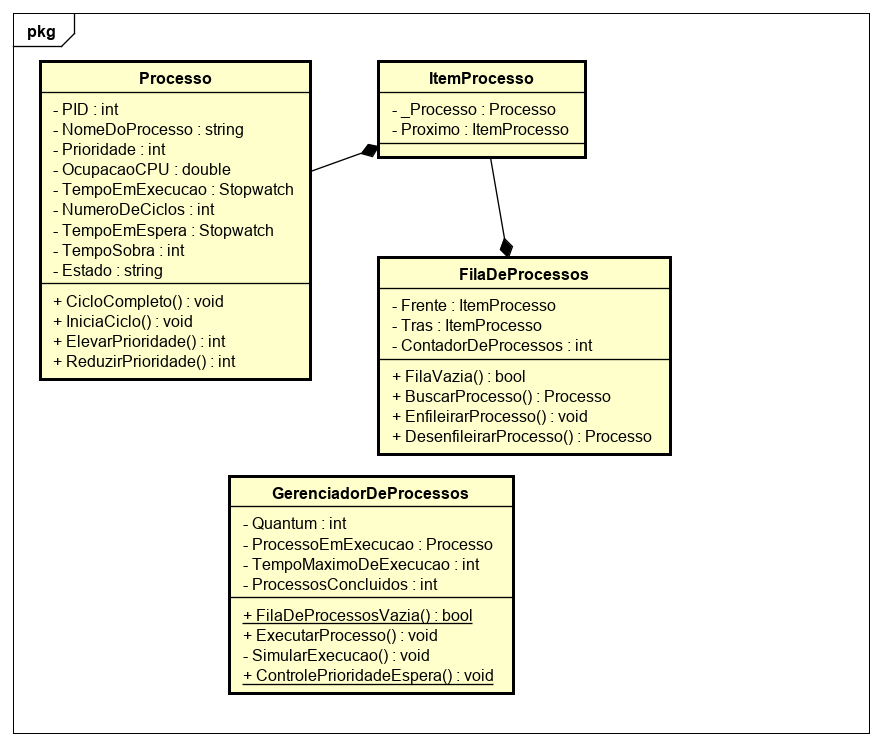 pkg
Processo
- PID : int
- NomeDoProcesso : string
- Prioridade : int
- OcupacaoCPU : double
- TempoEmExecucao : Stopwatch
- NumeroDeCiclos : int
- TempoEmEspera : Stopwatch
- TempoSobra : int
- Estado : string
+ CicloCompleto() : void
+ IniciaCiclo() : void
+ ElevarPrioridade() : int
+ ReduzirPrioridade() : int
ItemProcesso
- _Processo : Processo
- Proximo : ItemProcesso
FilaDeProcessos
- Frente : ItemProcesso
- Tras : ItemProcesso
- ContadorDeProcessos : int
+ FilaVazia() : bool
+ BuscarProcesso() : Processo
+ EnfileirarProcesso() : void
+ DesenfileirarProcesso() : Processo
GerenciadorDeProcessos
- Quantum : int
- ProcessoEmExecucao : Processo
- TempoMaximoDeExecucao : int
- ProcessosConcluidos : int
+ FilaDeProcessosVazia() : bool
+ ExecutarProcesso() : void
- SimularExecucao() : void
+ ControlePrioridadeEspera() : void